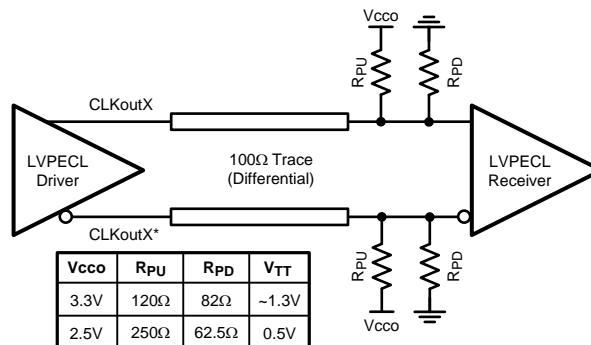 Vcco
RPU
RPD
CLKoutX
LVPECL
Driver
100Ω Trace
(Differential)
LVPECL
Receiver
CLKoutX*
RPU
RPD
Vcco
Vcco RPU RPD VTT
3.3V 120Ω 82Ω ~1.3V
2.5V 250Ω 62.5Ω 0.5V